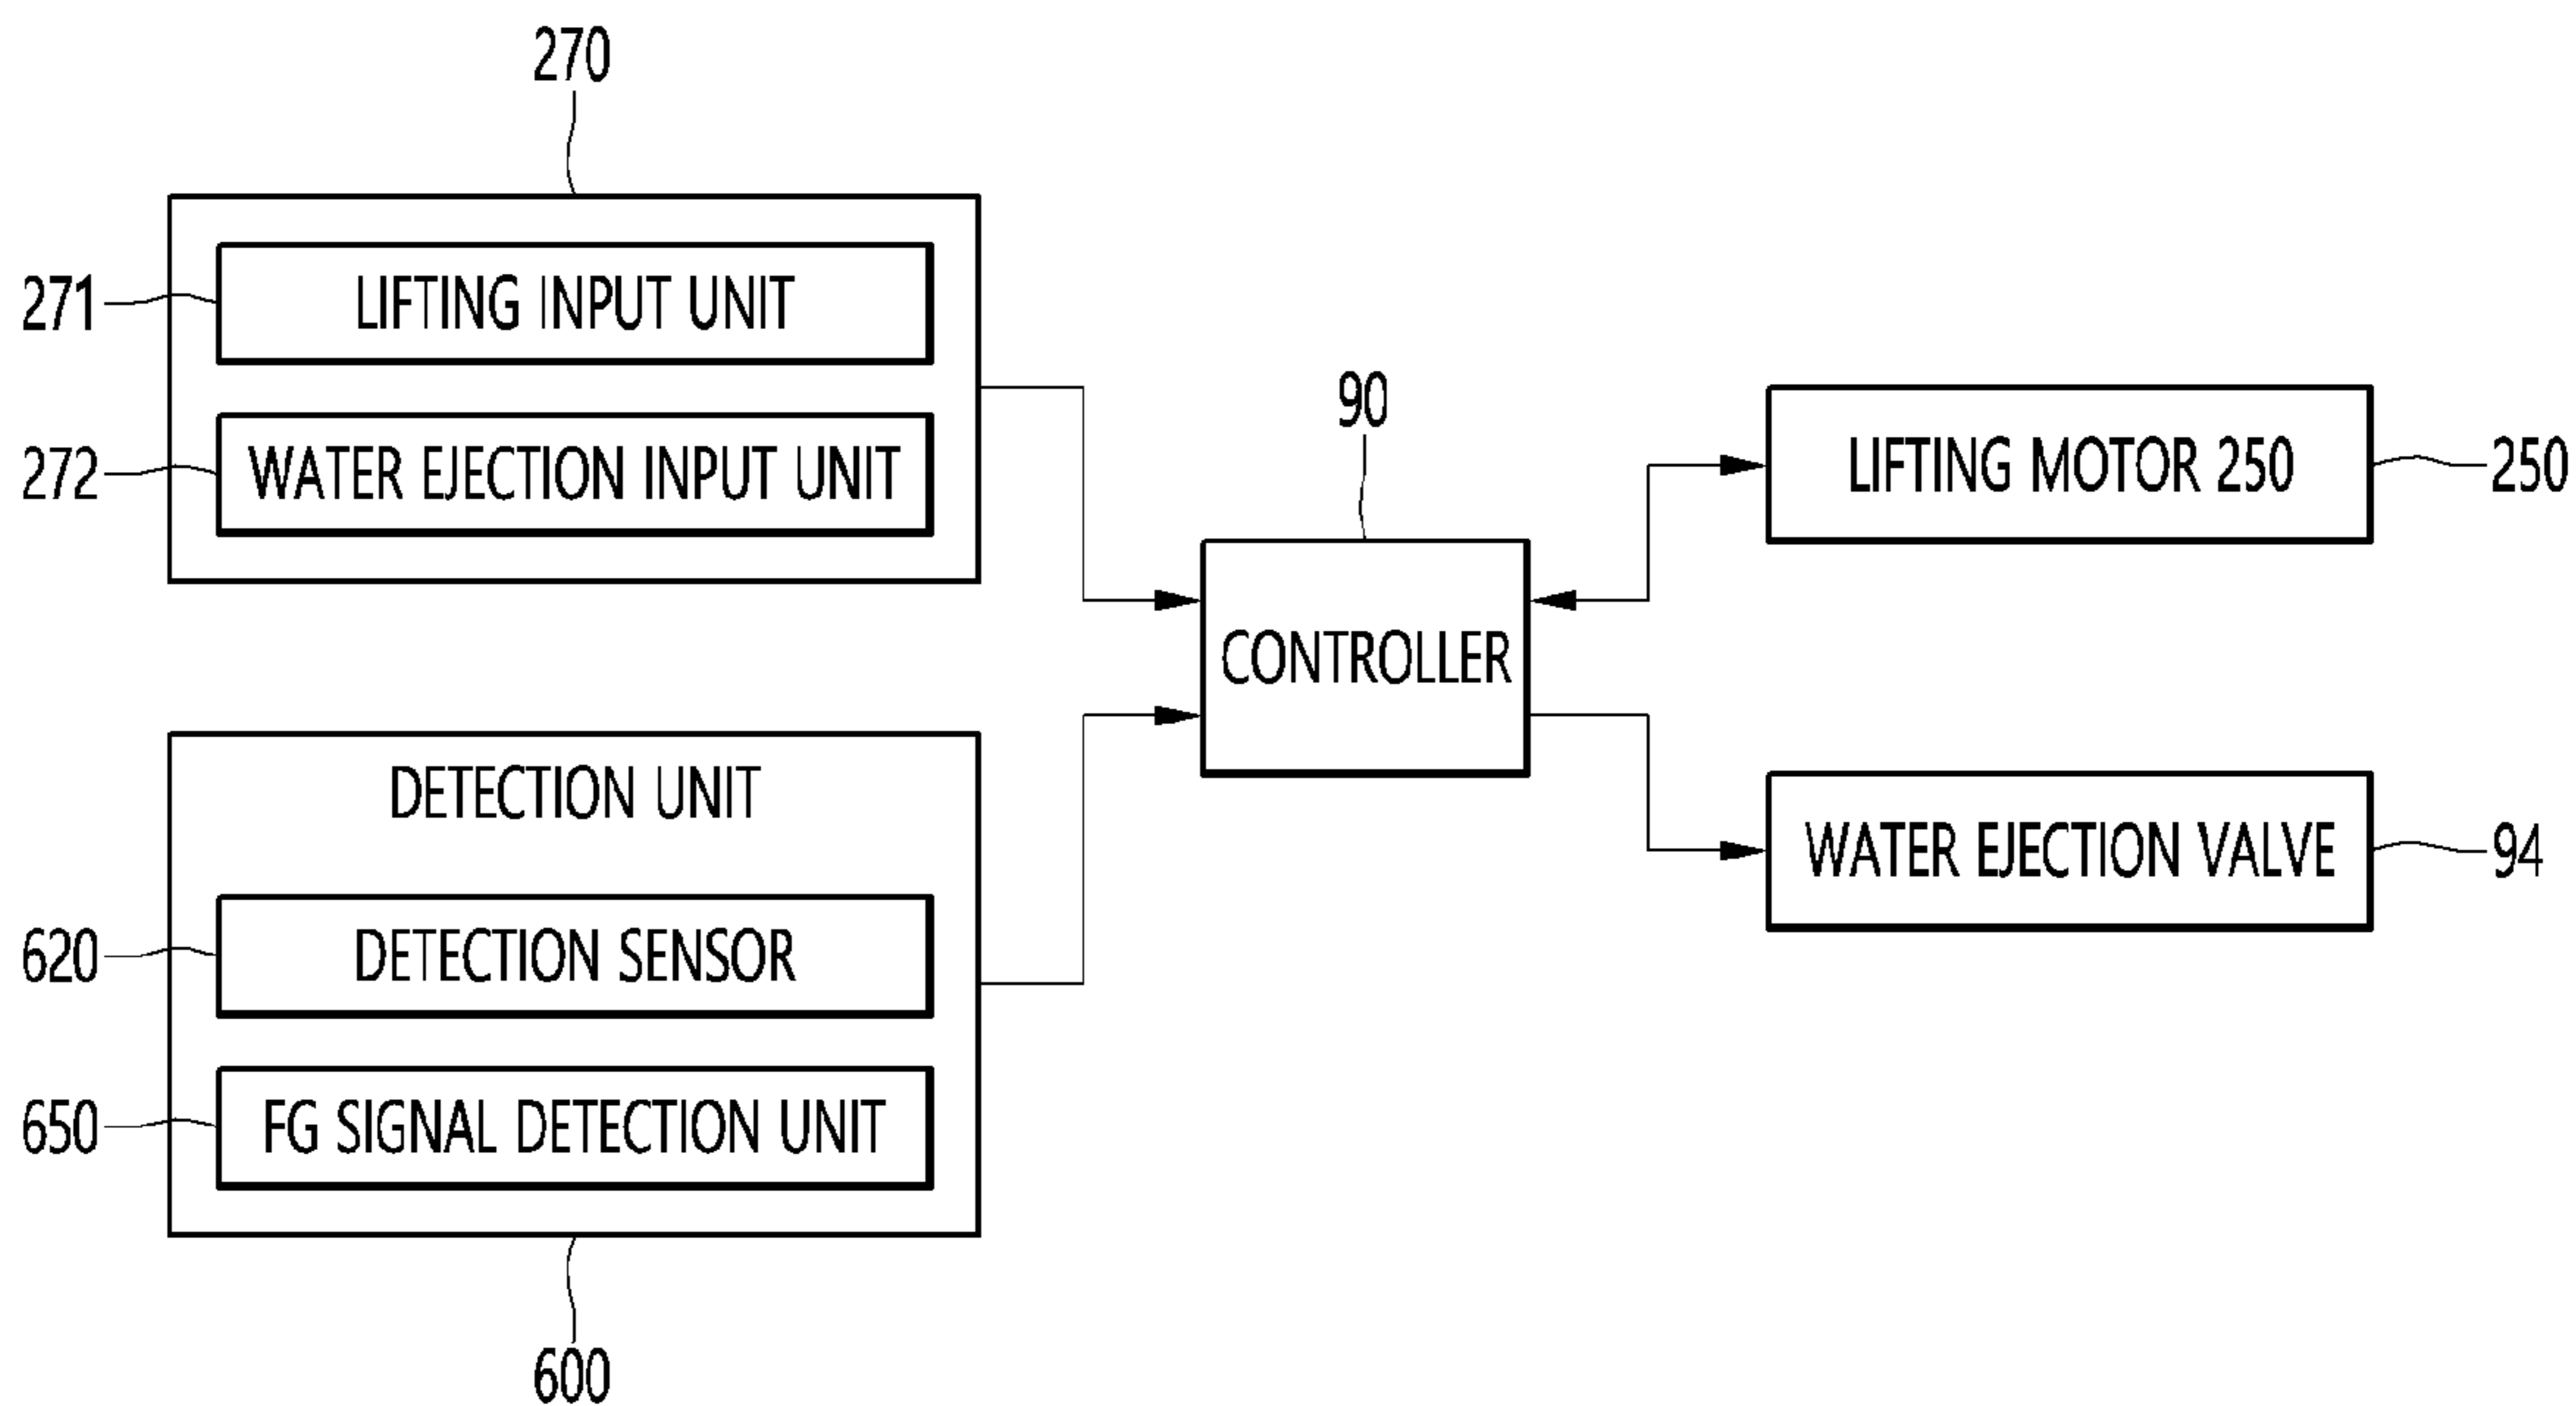 270
271
LIFTING INPUT UNIT
272
WATER EJECTION INPUT UNIT
90
CONTROLLER
LIFTING MOTOR 250
250
DETECTION UNIT
WATER EJECTION VALVE
94
620
DETECTION SENSOR
650
FG SIGNAL DETECTION UNIT
600